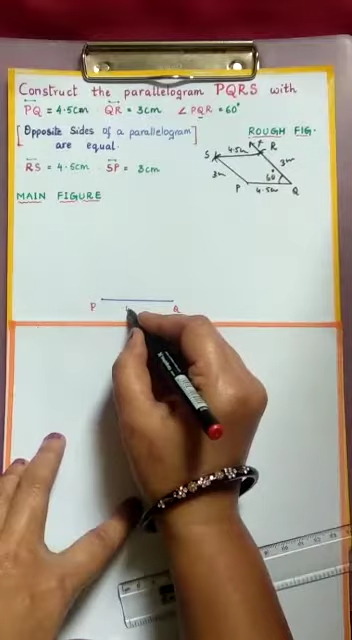 Construct the parallelogram PQRS with
PQ = 4.5cm QR = 3cm ∠ PQR = 60°
[Opposite Sides of a parallelogram are equal.]
ROUGH FIG.
S 4.5cm R
3cm 60° 3cm
P 4.5cm Q
RS = 4.5cm SP = 3cm
MAIN FIGURE
P Q